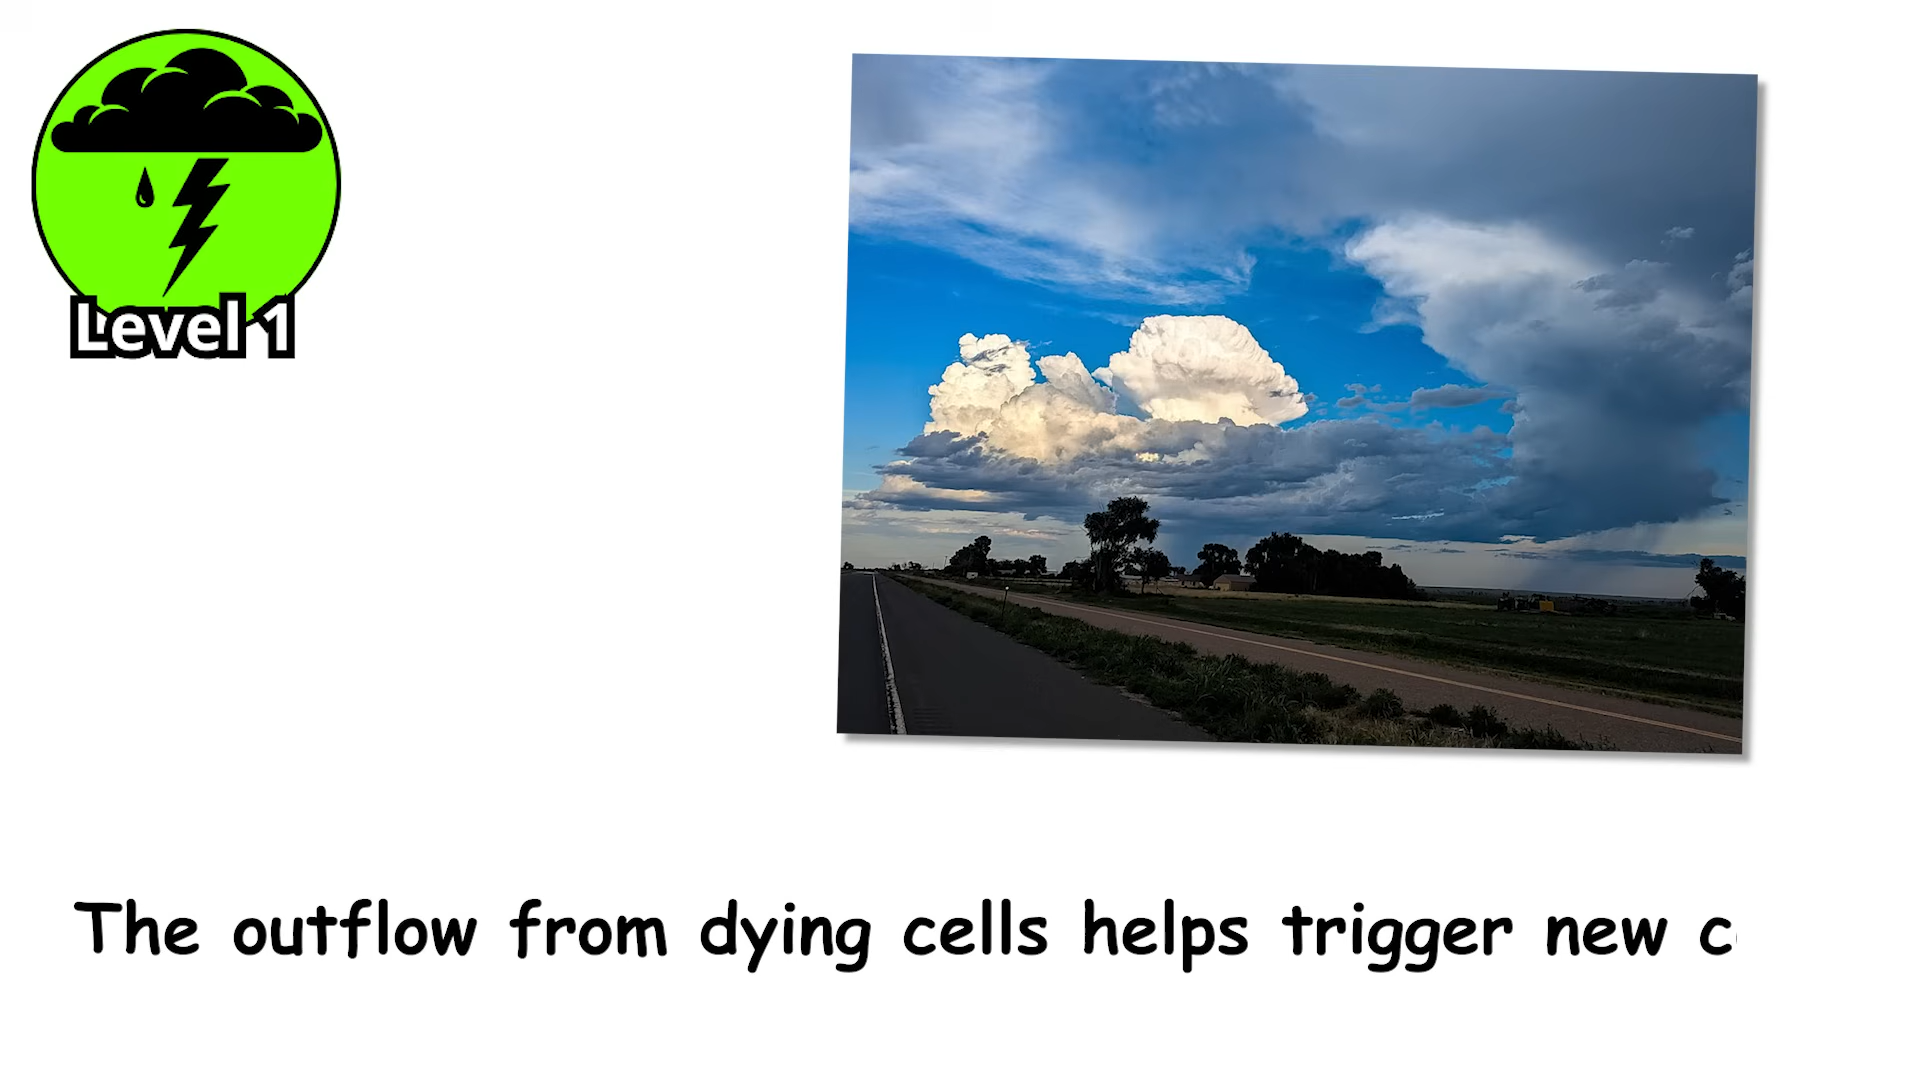 Level 1
The outflow from dying cells helps trigger new